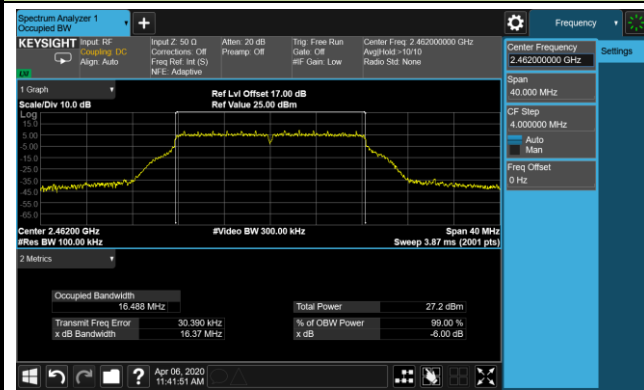 Spectrum Analyzer 1
Occupied BW
Frequency
KEYSIGHT
Input: RF
Coupling: DC
Align: Auto
Input Z: 50 Ω
Corrections: Off
Freq Ref: Int (S)
NFE: Adaptive
Atten: 20 dB
Preamp: Off
Trig: Free Run
Gate: Off
#IF Gain: Low
Center Freq: 2.462000000 GHz
Avg|Hold:>10/10
Radio Std: None
Center Frequency
2.462000000 GHz
Settings
Span
40.000 MHz
CF Step
4.000000 MHz
Auto
Man
Freq Offset
0 Hz
1 Graph
Scale/Div 10.0 dB
Ref Lvl Offset 17.00 dB
Ref Value 25.00 dBm
Log
15.0
5.00
-5.00
-15.0
-25.0
-35.0
-45.0
-55.0
-65.0
Center 2.46200 GHz
#Res BW 100.00 kHz
#Video BW 300.00 kHz
Span 40 MHz
Sweep 3.87 ms (2001 pts)
2 Metrics
Occupied Bandwidth
16.488 MHz
Total Power 27.2 dBm
Transmit Freq Error 30.390 kHz
% of OBW Power 99.00 %
x dB Bandwidth 16.37 MHz
x dB -6.00 dB
Apr 06, 2020
11:41:51 AM